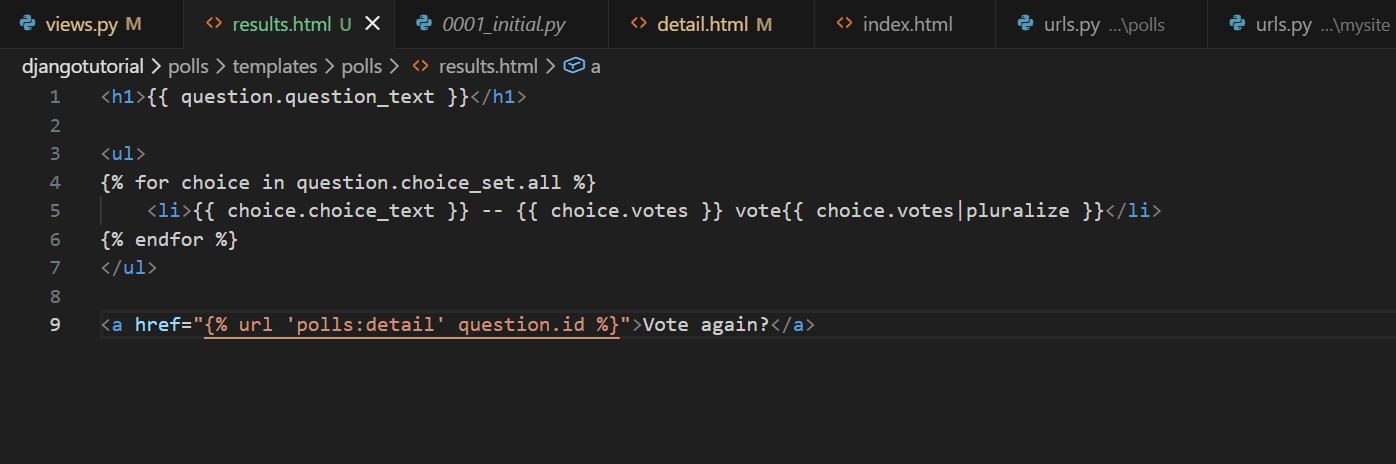 views.py M
<> results.html U
0001_initial.py
<> detail.html M
<> index.html
urls.py ...\polls
urls.py ...\mysite
djangotutorial > polls > templates > polls > <> results.html > a
1 <h1>{{ question.question_text }}</h1>
2
3 <ul>
4 {% for choice in question.choice_set.all %}
5     <li>{{ choice.choice_text }} -- {{ choice.votes }} vote{{ choice.votes|pluralize }}</li>
6 {% endfor %}
7 </ul>
8
9 <a href="{% url 'polls:detail' question.id %}">Vote again?</a>